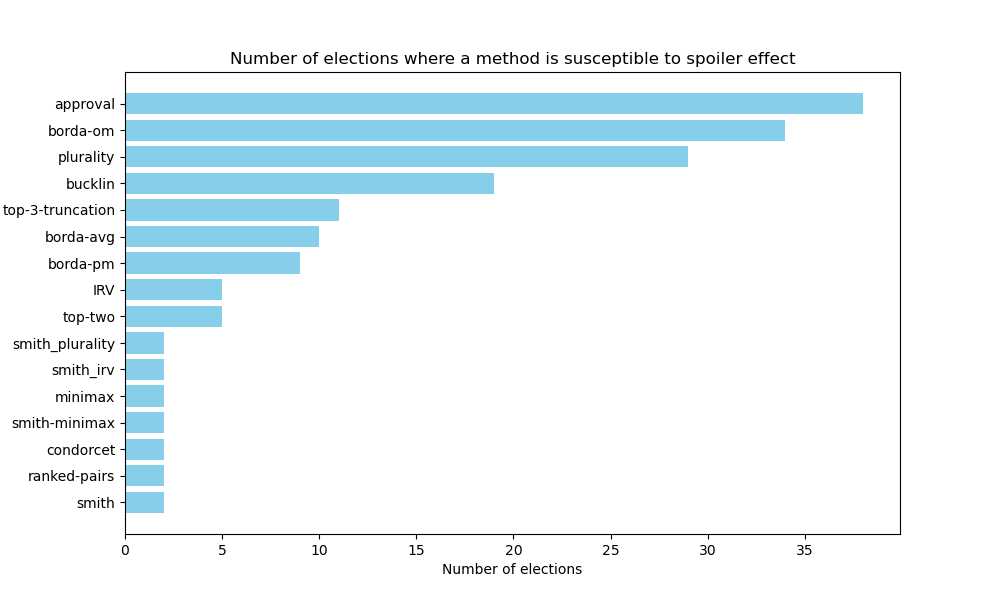 Number of elections where a method is susceptible to spoiler effect
approval
borda-om
plurality
bucklin
top-3-truncation
borda-avg
borda-pm
IRV
top-two
smith_plurality
smith_irv
minimax
smith-minimax
condorcet
ranked-pairs
smith
0 5 10 15 20 25 30 35
Number of elections